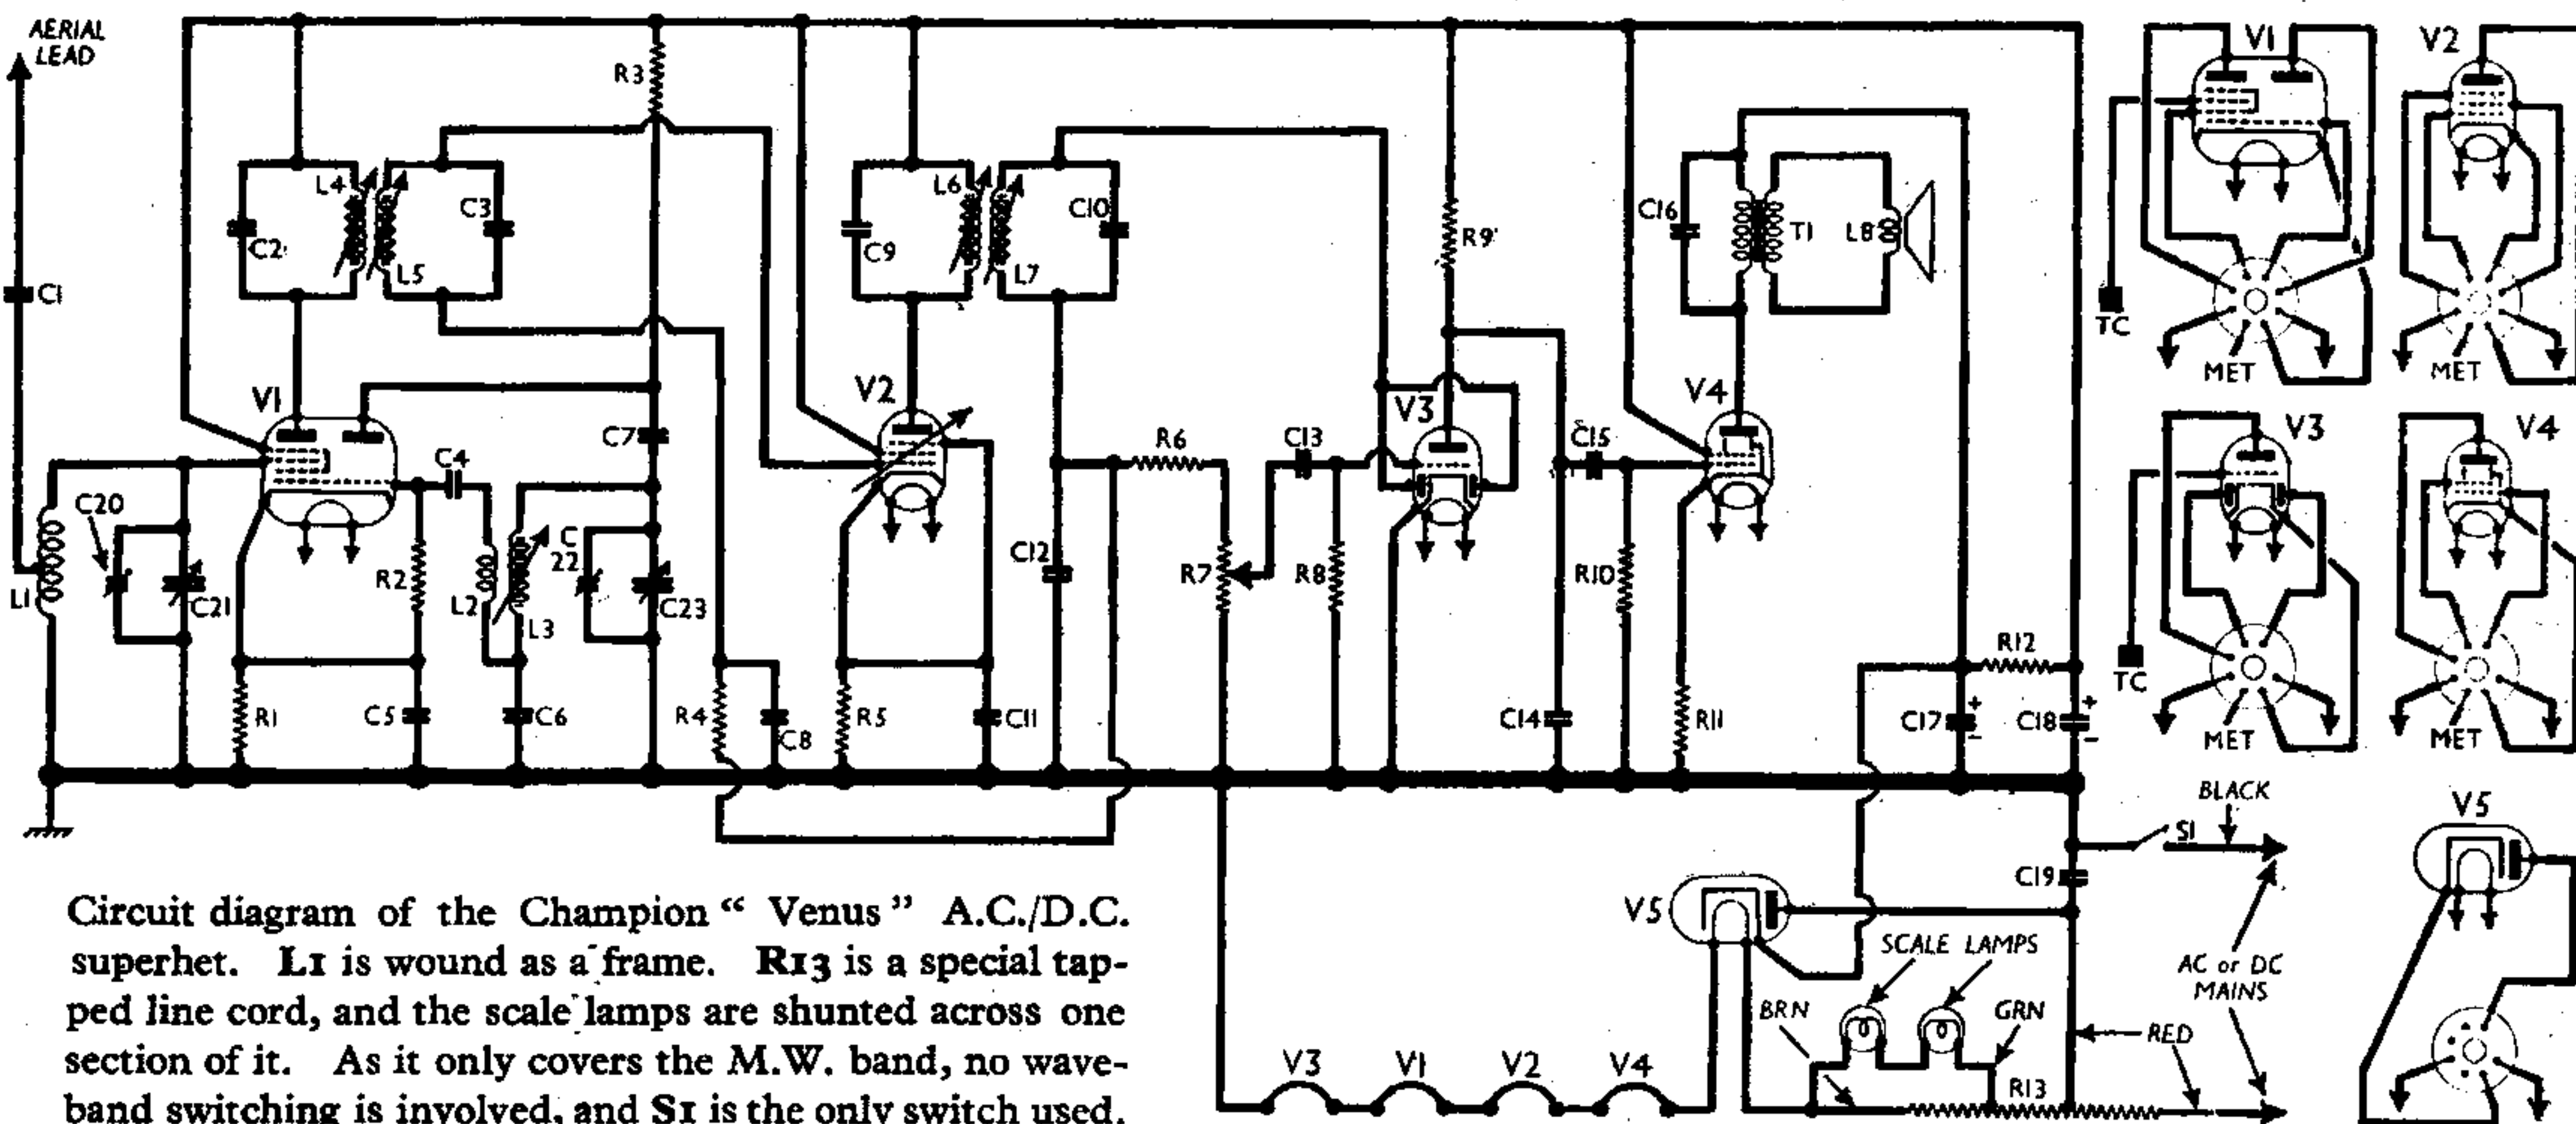 AERIAL
LEAD
C1
L1
C20
C21
V1
C2
L4
L5
C3
R3
C7
C4
R2
L2
L3
C
22
C23
R1
C5
C6
R4
C8
V2
C9
L6
L7
C10
R5
C11
C12
R6
R7
C13
R8
V3
R9
C14
C15
R10
V4
R11
C16
T1
L8
C17
+
-
R12
C18
+
-
V1
TC
MET
V2
MET
V3
TC
MET
V4
MET
V5
S1
BLACK
C19
V5
SCALE LAMPS
BRN
GRN
RED
AC or DC
MAINS
V3
V1
V2
V4
R13
Circuit diagram of the Champion “ Venus ” A.C./D.C.
superhet. L1 is wound as a frame. R13 is a special tap-
ped line cord, and the scale lamps are shunted across one
section of it. As it only covers the M.W. band, no wave-
band switching is involved, and S1 is the only switch used.